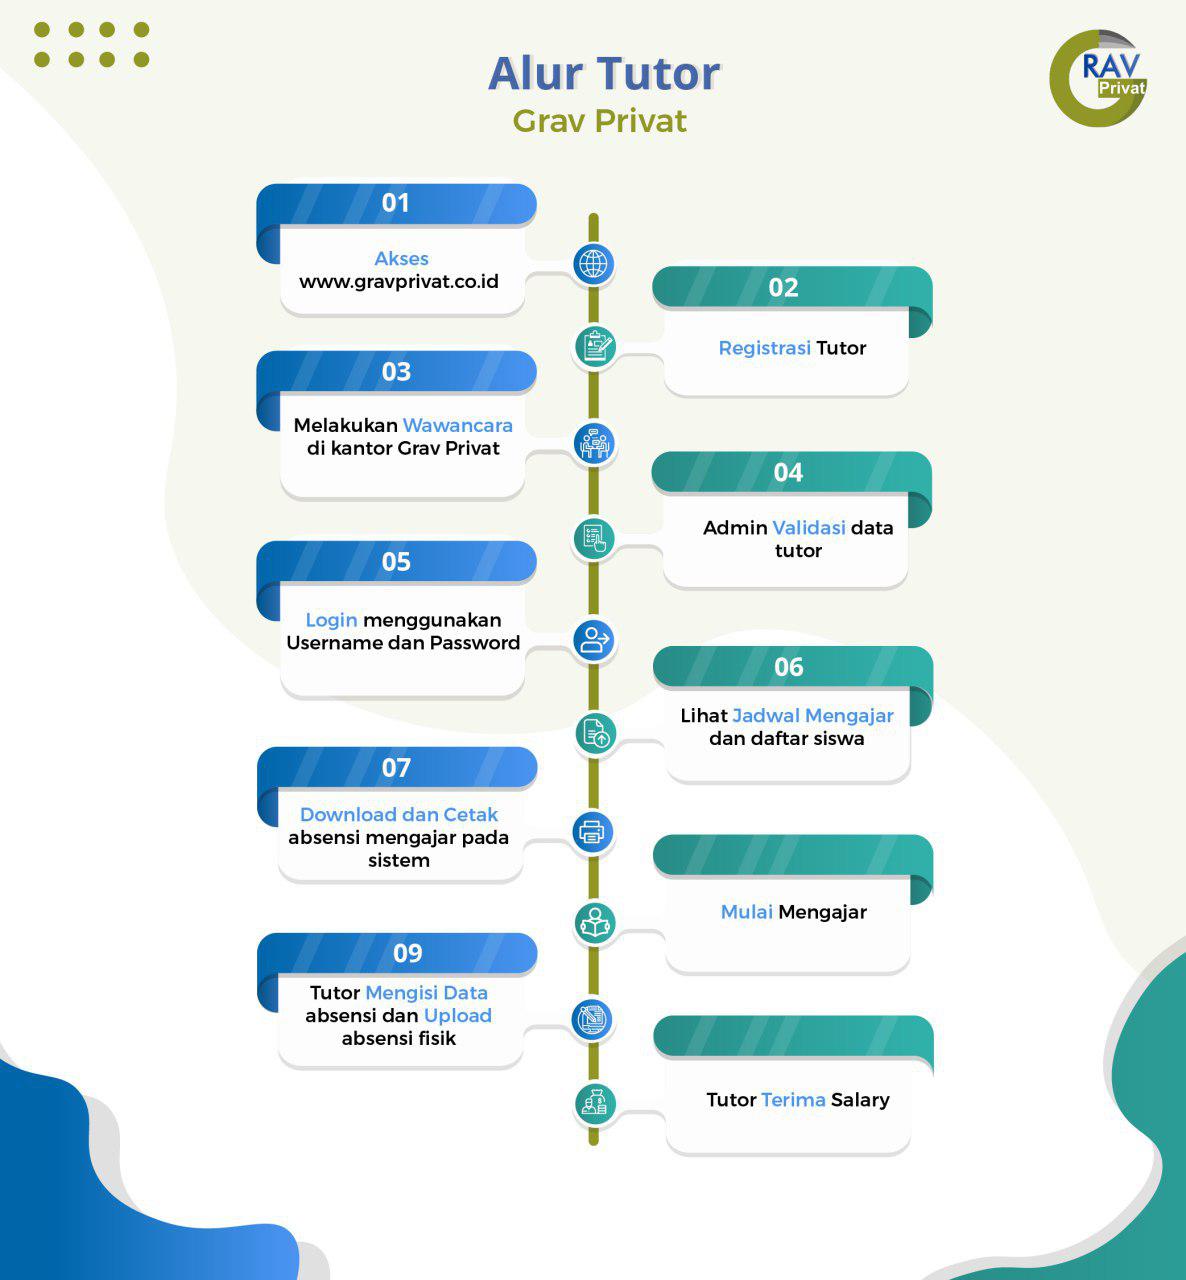 Alur Tutor
Grav Privat
RAV
Privat
01
Akses
www.gravprivat.co.id
02
Registrasi Tutor
03
Melakukan Wawancara
di kantor Grav Privat
04
Admin Validasi data
tutor
05
Login menggunakan
Username dan Password
06
Lihat Jadwal Mengajar
dan daftar siswa
07
Download dan Cetak
absensi mengajar pada
sistem
Mulai Mengajar
09
Tutor Mengisi Data
absensi dan Upload
absensi fisik
Tutor Terima Salary